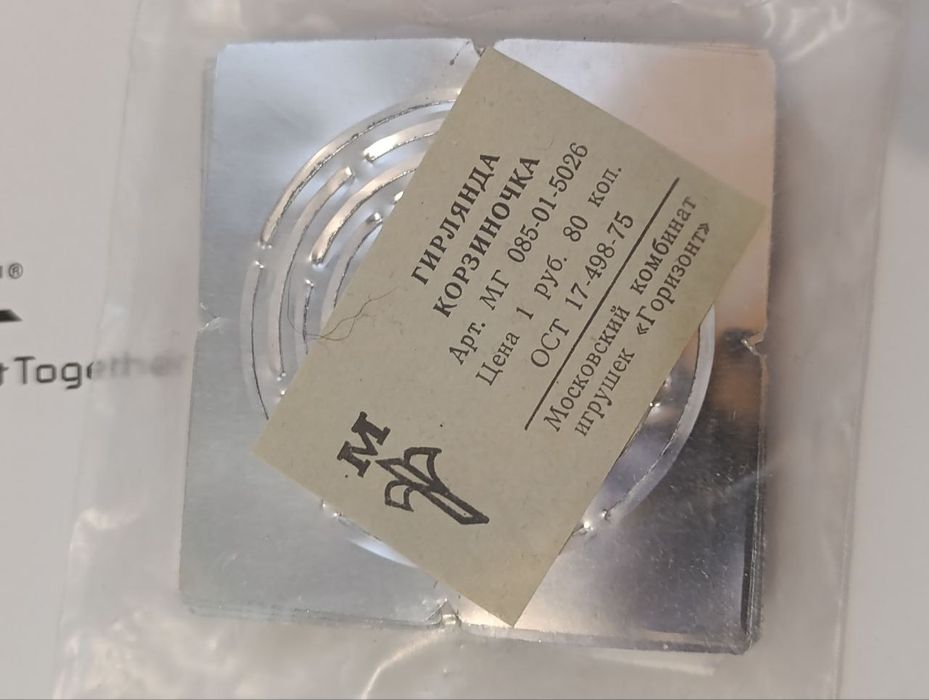 ГИРЛЯНДА
КОРЗИНОЧКА
Арт. МГ 085-01-5026
Цена 1 руб. 80 коп.
ОСТ 17-498-75
Московский комбинат
игрушек «Горизонт»
М
Together